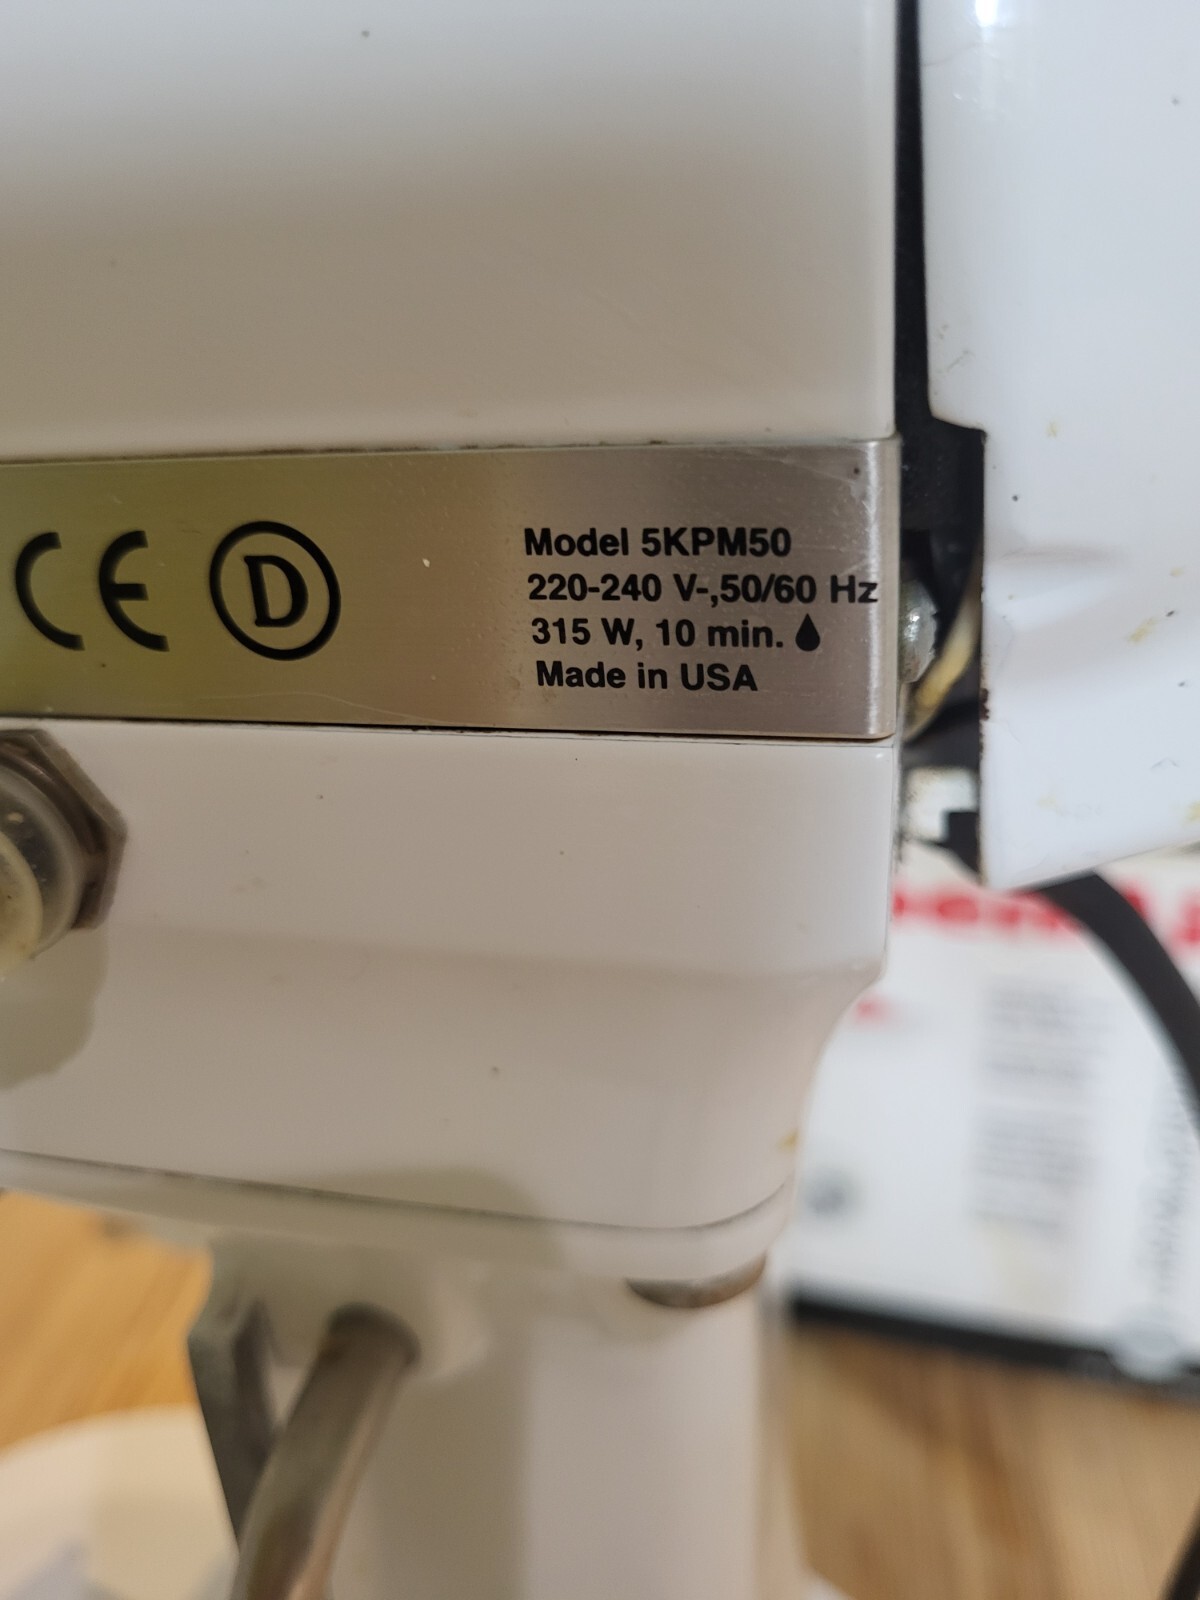 CE D
Model 5KPM50
220-240 V~,50/60 Hz
315 W, 10 min.
Made in USA